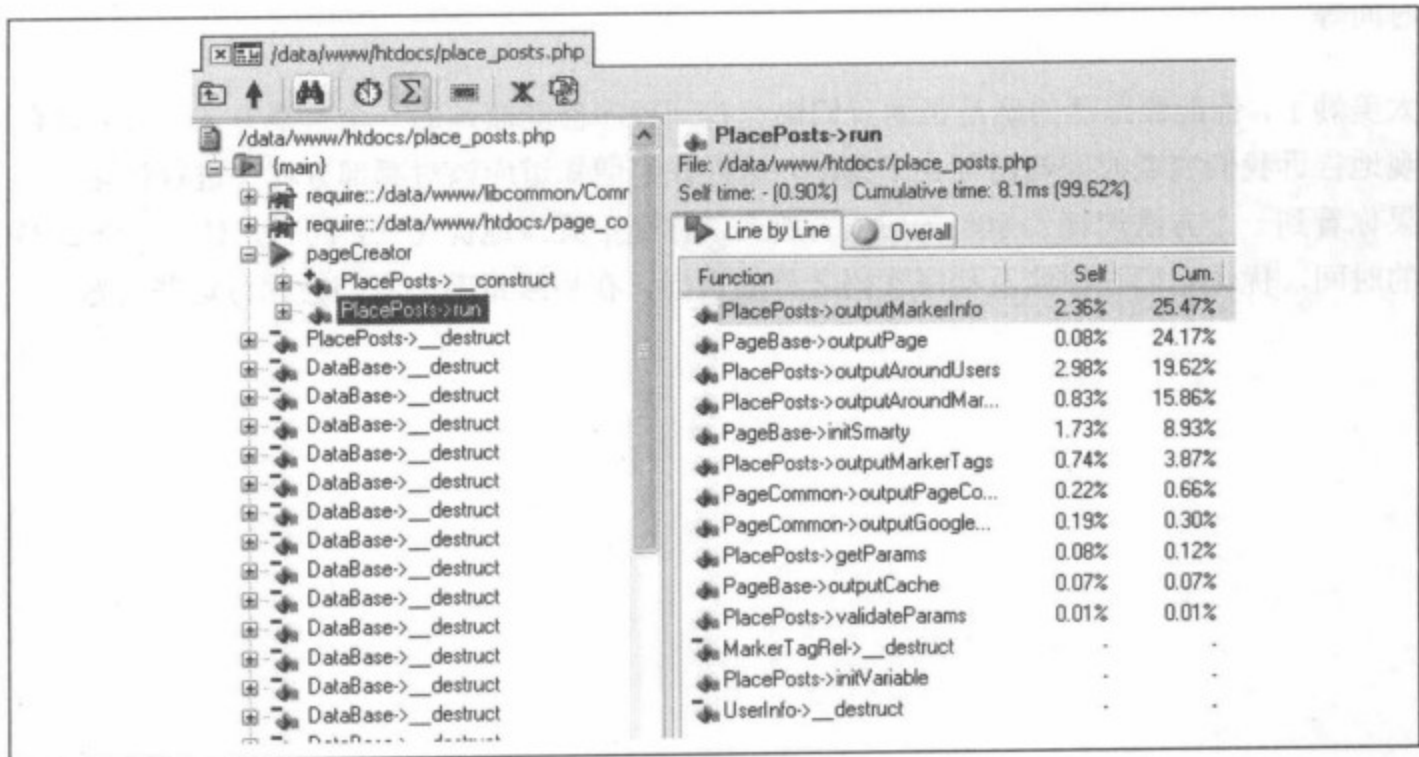 /data/www/htdocs/place_posts.php
/data/www/htdocs/place_posts.php
{main}
require::/data/www/libcommon/Comr
require::/data/www/htdocs/page_co
pageCreator
PlacePosts->__construct
PlacePosts->run
PlacePosts->__destruct
DataBase->__destruct
DataBase->__destruct
DataBase->__destruct
DataBase->__destruct
DataBase->__destruct
DataBase->__destruct
DataBase->__destruct
DataBase->__destruct
DataBase->__destruct
DataBase->__destruct
DataBase->__destruct
DataBase->__destruct
DataBase->__destruct
PlacePosts->run
File: /data/www/htdocs/place_posts.php
Self time: - (0.90%) Cumulative time: 8.1ms (99.62%)
Line by Line Overall
Function Self Cum.
PlacePosts->outputMarkerInfo 2.36% 25.47%
PageBase->outputPage 0.08% 24.17%
PlacePosts->outputAroundUsers 2.98% 19.62%
PlacePosts->outputAroundMar... 0.83% 15.86%
PageBase->initSmarty 1.73% 8.93%
PlacePosts->outputMarkerTags 0.74% 3.87%
PageCommon->outputPageCo... 0.22% 0.66%
PageCommon->outputGoogle... 0.19% 0.30%
PlacePosts->getParams 0.08% 0.12%
PageBase->outputCache 0.07% 0.07%
PlacePosts->validateParams 0.01% 0.01%
MarkerTagRel->__destruct - -
PlacePosts->initVariable - -
UserInfo->__destruct - -